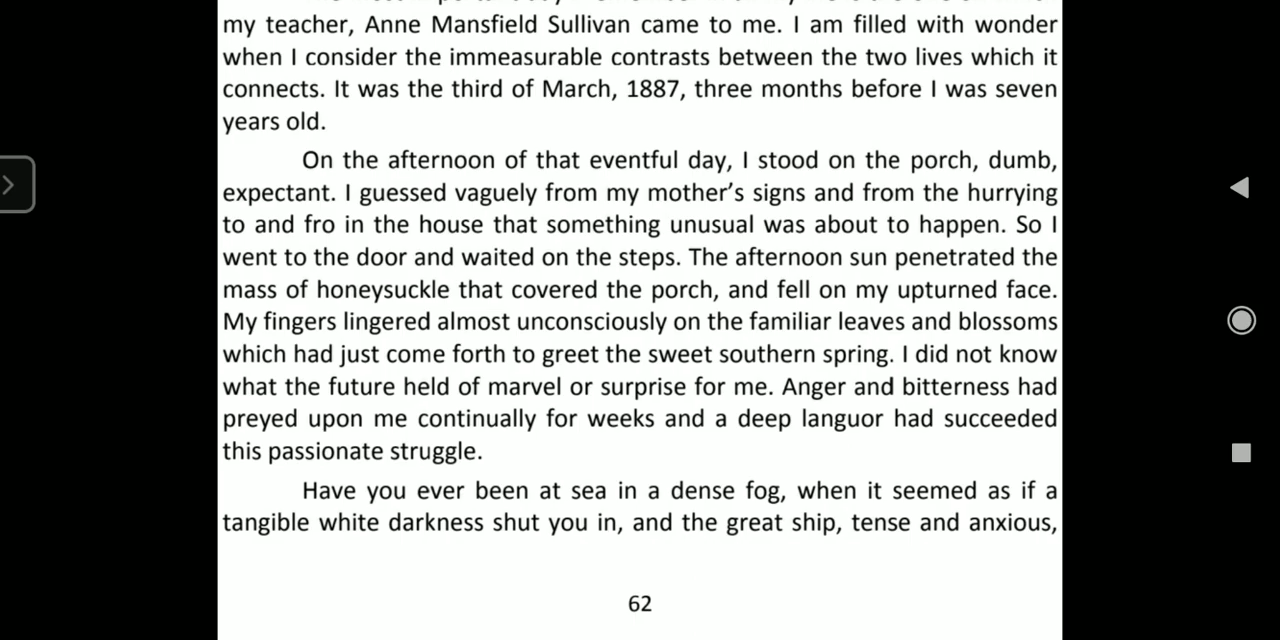 my teacher, Anne Mansfield Sullivan came to me. I am filled with wonder
when I consider the immeasurable contrasts between the two lives which it
connects. It was the third of March, 1887, three months before I was seven
years old.
On the afternoon of that eventful day, I stood on the porch, dumb,
expectant. I guessed vaguely from my mother’s signs and from the hurrying
to and fro in the house that something unusual was about to happen. So I
went to the door and waited on the steps. The afternoon sun penetrated the
mass of honeysuckle that covered the porch, and fell on my upturned face.
My fingers lingered almost unconsciously on the familiar leaves and blossoms
which had just come forth to greet the sweet southern spring. I did not know
what the future held of marvel or surprise for me. Anger and bitterness had
preyed upon me continually for weeks and a deep languor had succeeded
this passionate struggle.
Have you ever been at sea in a dense fog, when it seemed as if a
tangible white darkness shut you in, and the great ship, tense and anxious,
62